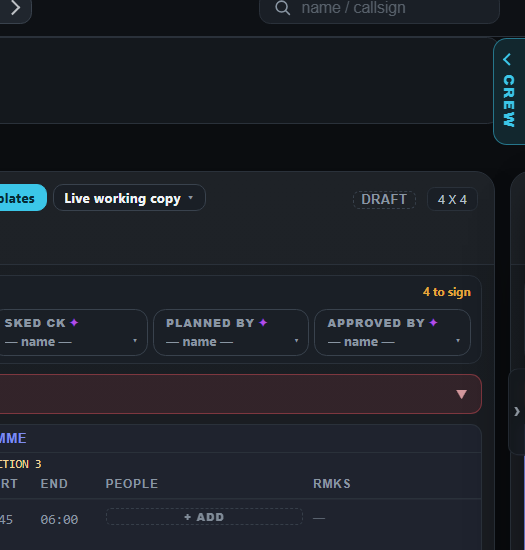 name / callsign
CREW
plates
Live working copy
DRAFT
4 X 4
4 to sign
SKED CK
PLANNED BY
APPROVED BY
— name —
— name —
— name —
MME
CTION 3
RT
END
PEOPLE
RMKS
45
06:00
+ ADD
—